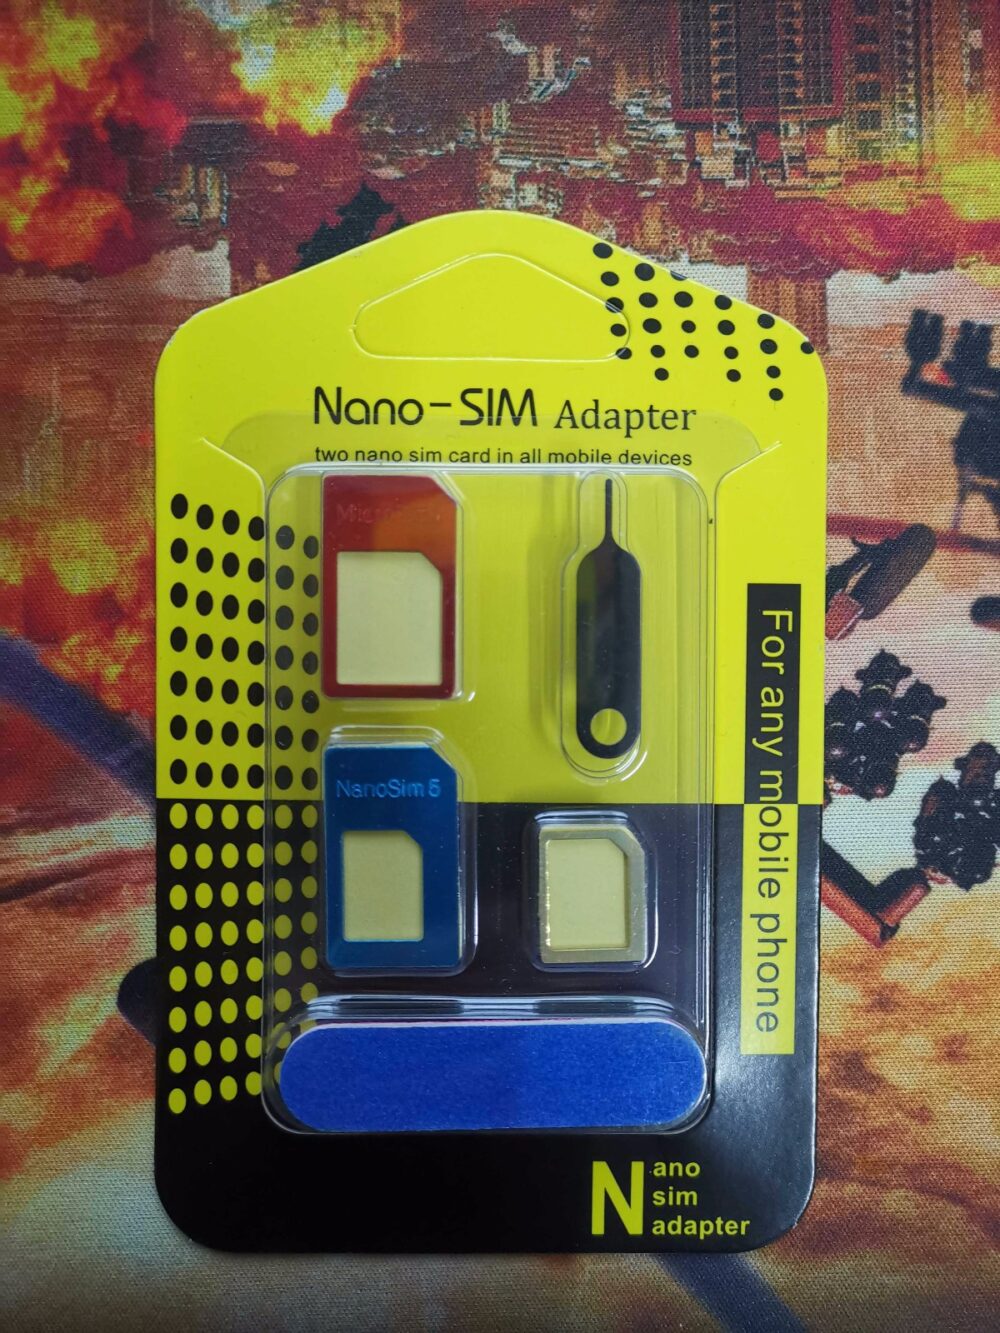 Nano-SIM Adapter
two nano sim card in all mobile devices
NanoSim 5
For any mobile phone
Nano
sim
adapter